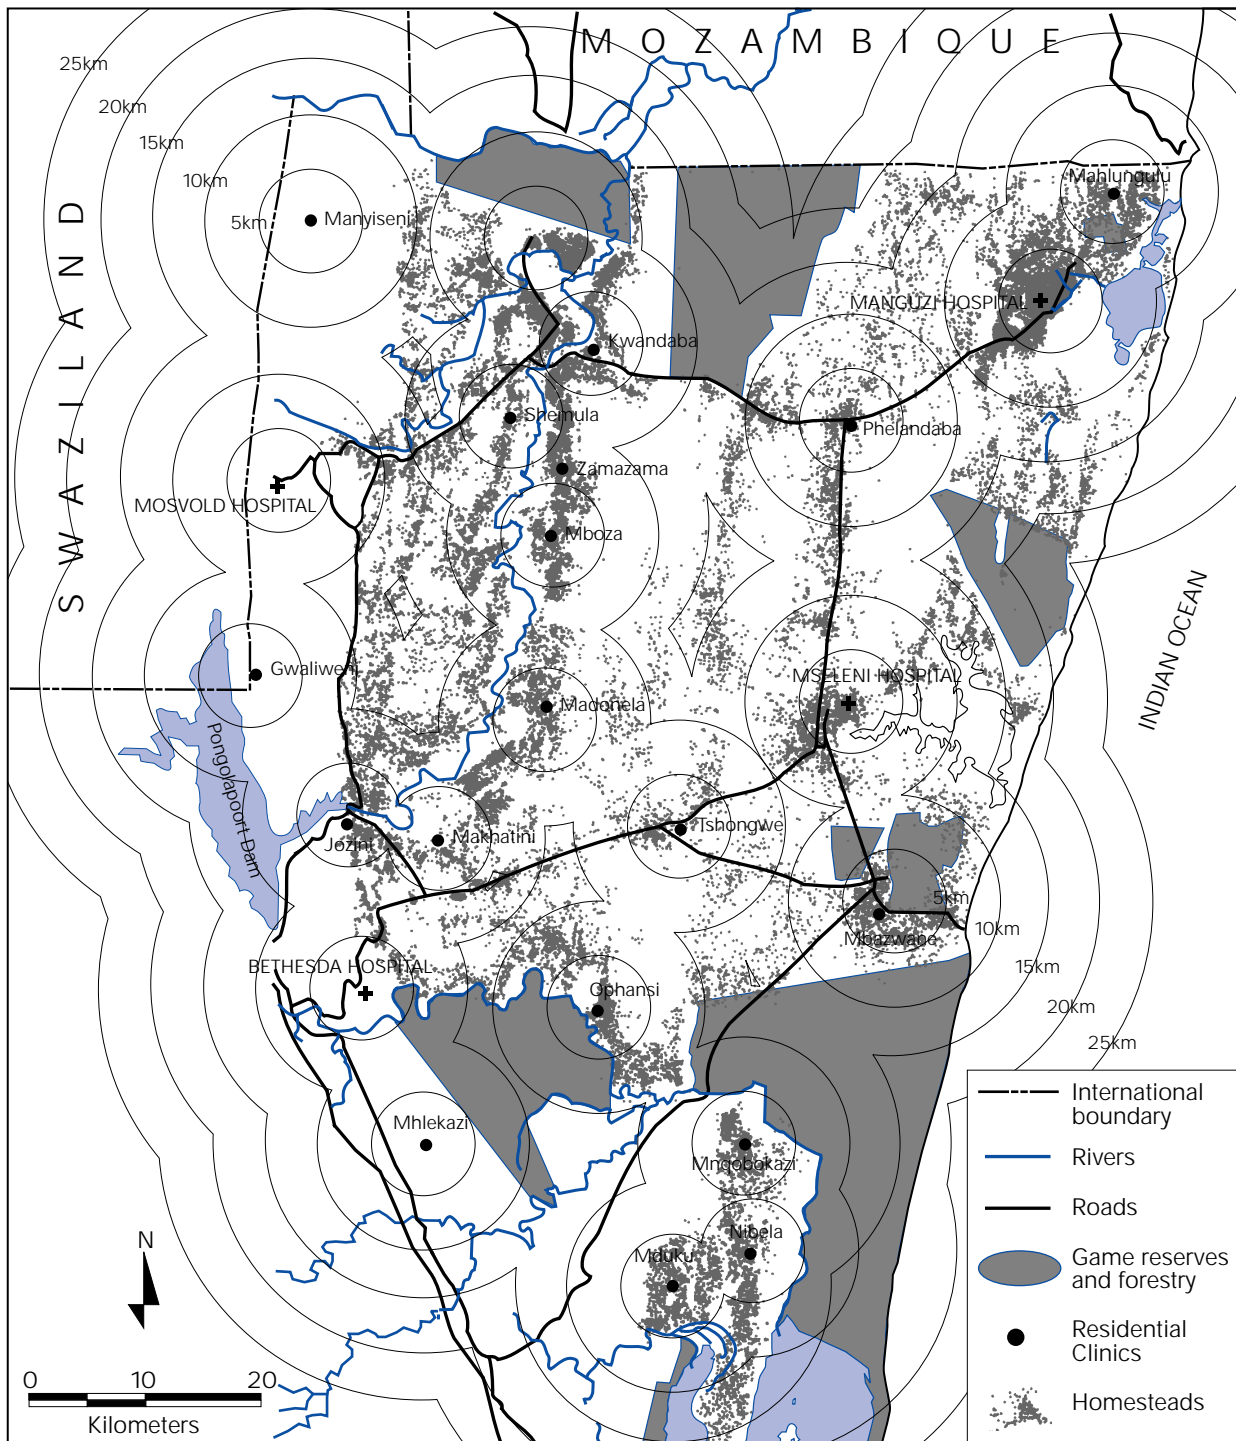 MOZAMBIQUE
25km
20km
15km
10km
5km
SWAZILAND
Manyiseni
Mahlungulu
MANGUZI HOSPITAL
Kwandaba
Shemula
Phelandaba
Zamazama
MOSVOLD HOSPITAL
Mboza
INDIAN OCEAN
Gwaliweni
MSELENI HOSPITAL
Madonela
Pongolapoort Dam
Jozini
Makhatini
Tshongwe
5km
10km
15km
20km
25km
Mbazwane
BETHESDA HOSPITAL
Ophansi
Mhlekazi
Mnqobokazi
Nibela
Mduku
N
0 10 20
Kilometers
International
boundary
Rivers
Roads
Game reserves
and forestry
Residential
Clinics
Homesteads